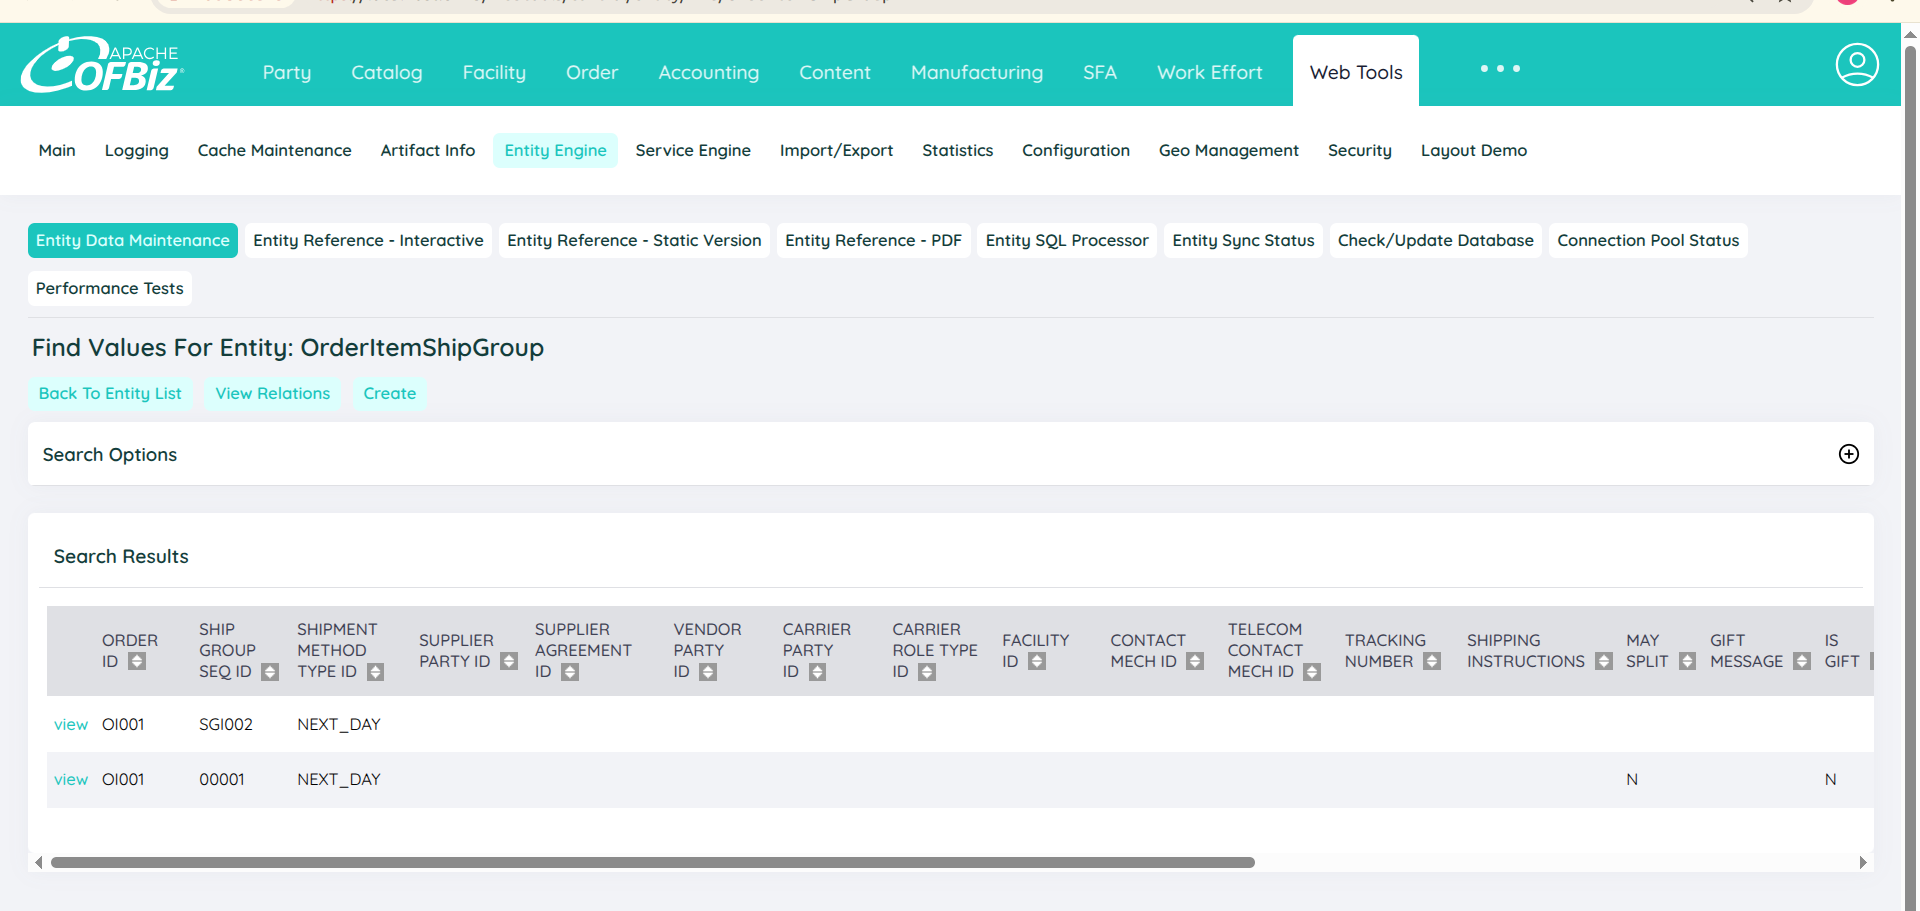 APACHE
OFBiz
Party Catalog Facility Order Accounting Content Manufacturing SFA Work Effort Web Tools
Main Logging Cache Maintenance Artifact Info Entity Engine Service Engine Import/Export Statistics Configuration Geo Management Security Layout Demo
Entity Data Maintenance Entity Reference - Interactive Entity Reference - Static Version Entity Reference - PDF Entity SQL Processor Entity Sync Status Check/Update Database Connection Pool Status
Performance Tests
Find Values For Entity: OrderItemShipGroup
Back To Entity List View Relations Create
Search Options
Search Results
ORDER ID SHIP GROUP SEQ ID SHIPMENT METHOD TYPE ID SUPPLIER PARTY ID SUPPLIER AGREEMENT ID VENDOR PARTY ID CARRIER PARTY ID CARRIER ROLE TYPE ID FACILITY ID CONTACT MECH ID TELECOM CONTACT MECH ID TRACKING NUMBER SHIPPING INSTRUCTIONS MAY SPLIT GIFT MESSAGE IS GIFT
view OI001 SGI002 NEXT_DAY
view OI001 00001 NEXT_DAY N N